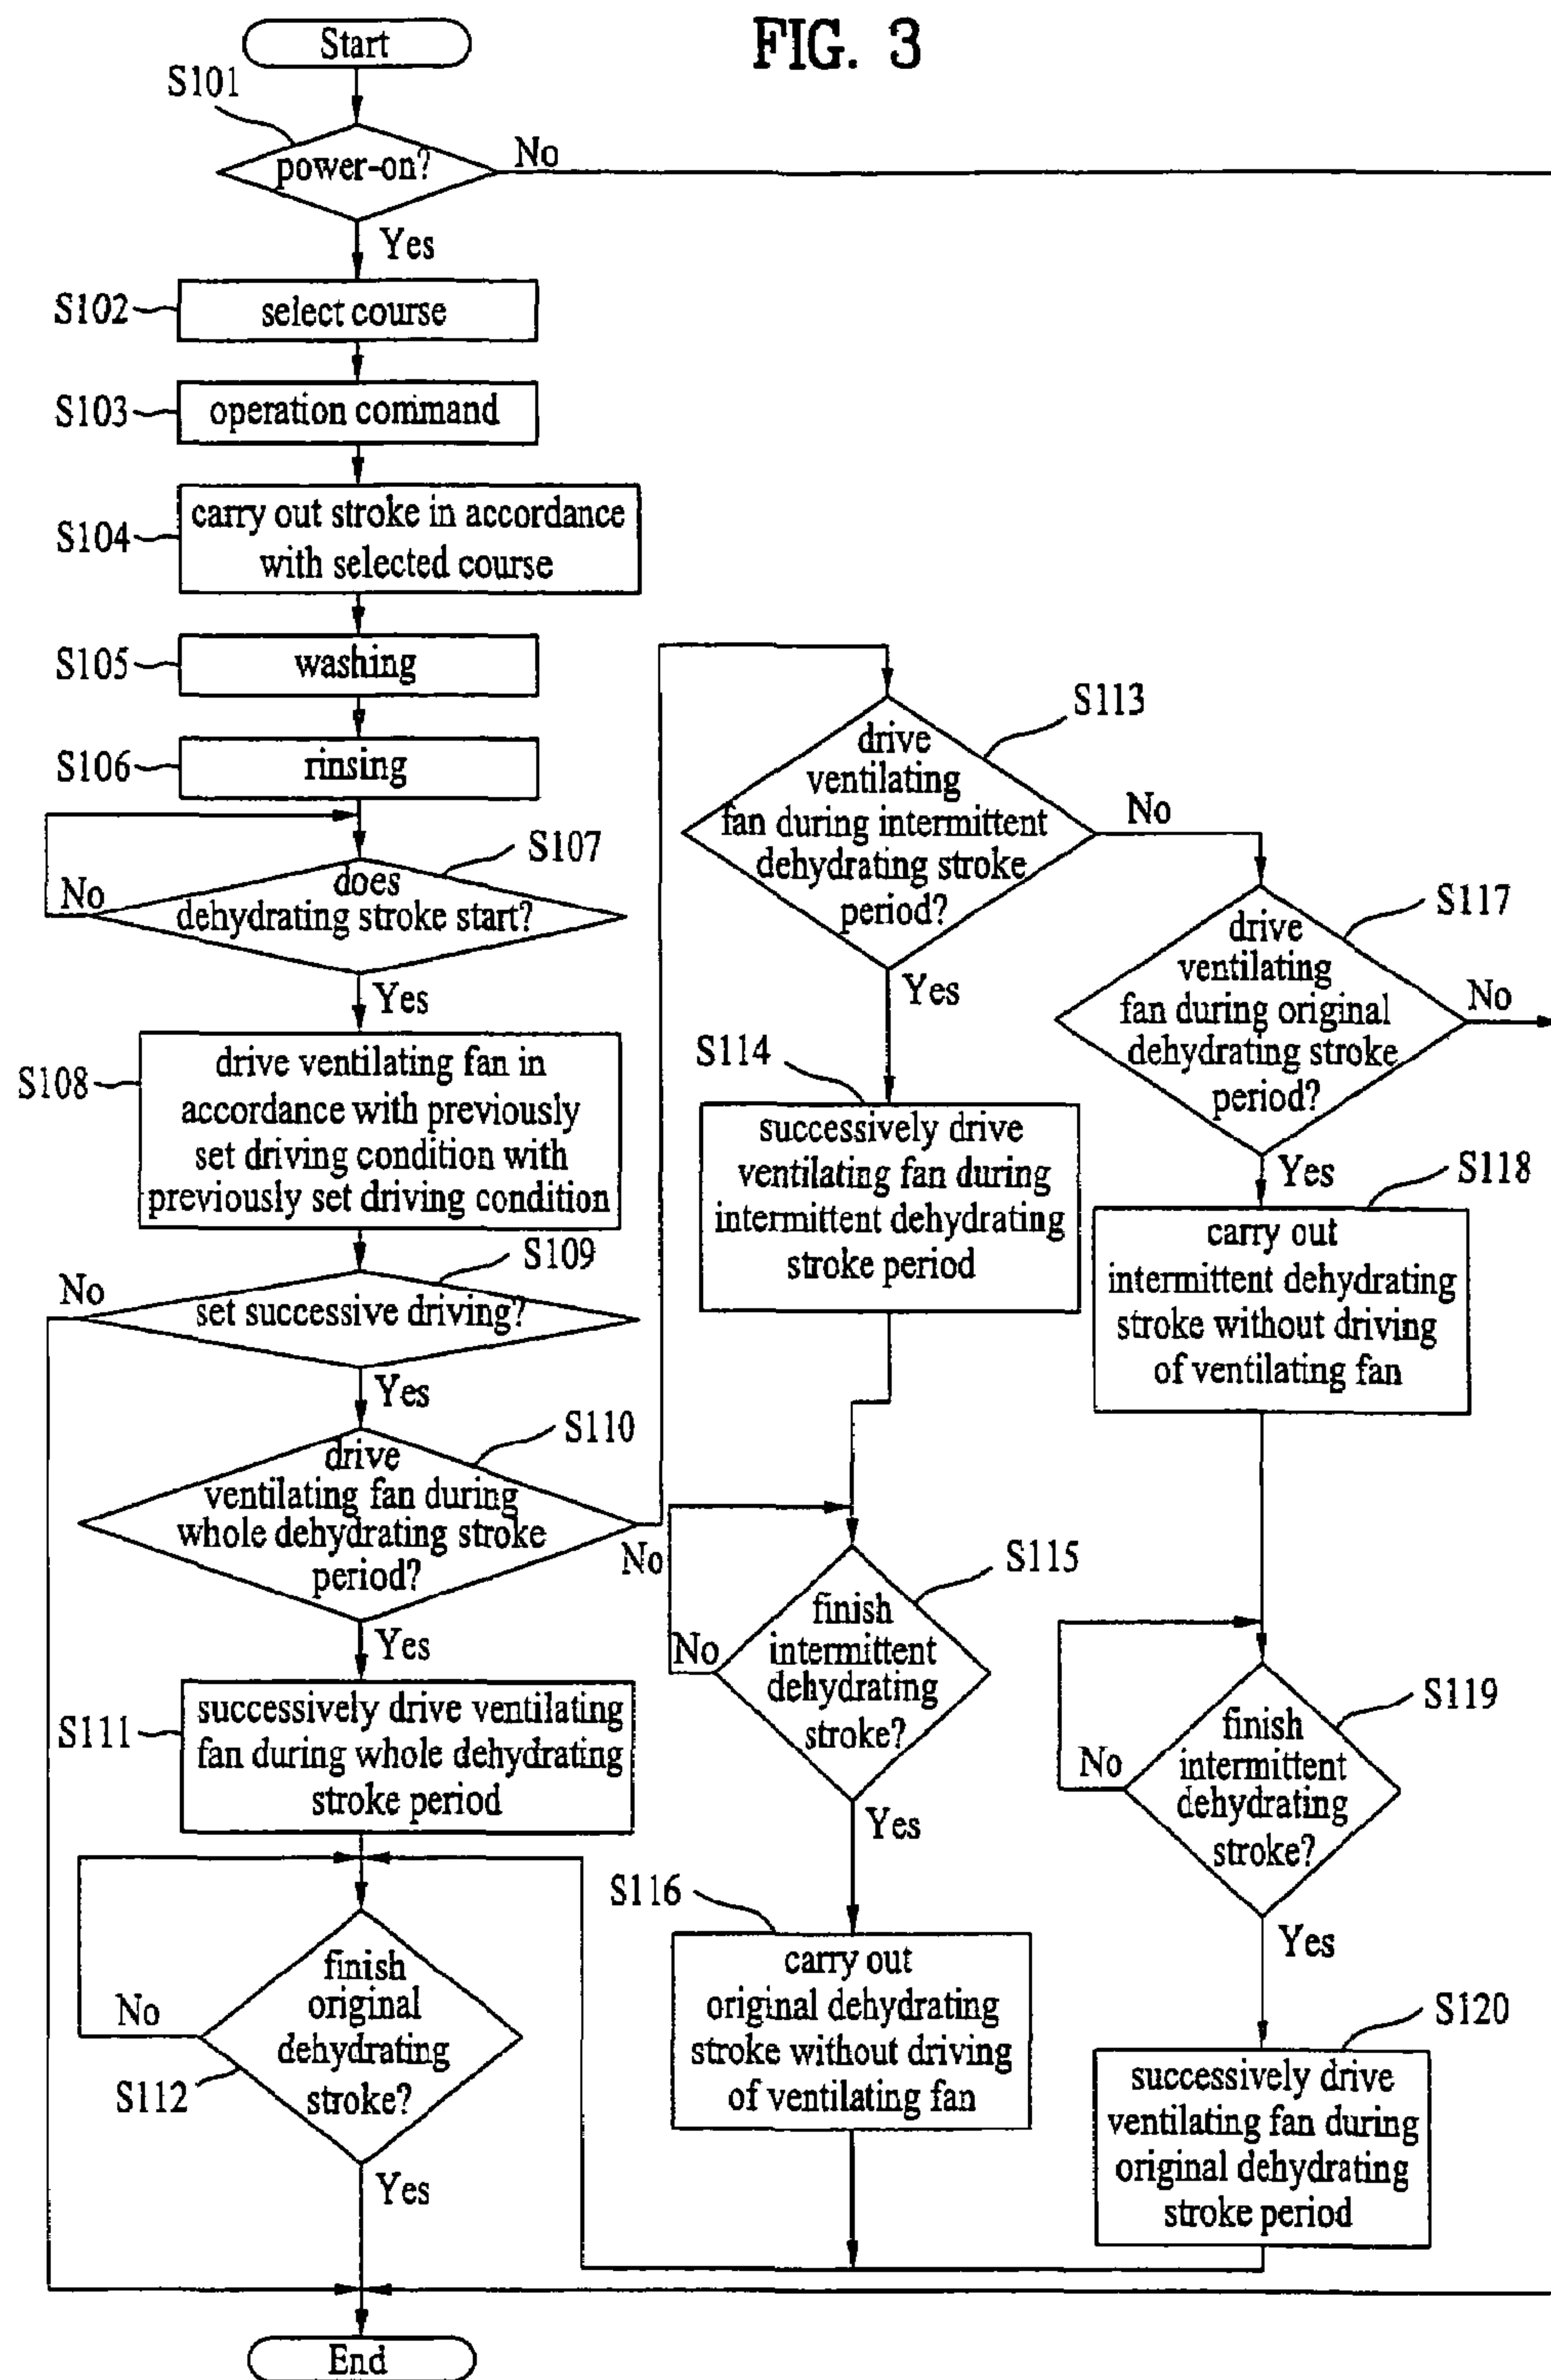 FIG. 3
Start
S101
power-on?
No
Yes
S102
select course
S103
operation command
S104
carry out stroke in accordance
with selected course
S105
washing
S106
rinsing
S107
does
dehydrating stroke start?
No
Yes
S108
drive ventilating fan in
accordance with previously
set driving condition with
previously set driving condition
S109
set successive driving?
No
Yes
S110
drive
ventilating fan during
whole dehydrating stroke
period?
No
Yes
S111
successively drive ventilating
fan during whole dehydrating
stroke period
finish
original
dehydrating
stroke?
No
S112
Yes
End
S113
drive
ventilating
fan during intermittent
dehydrating stroke
period?
No
Yes
S114
successively drive
ventilating fan during
intermittent dehydrating
stroke period
S115
finish
intermittent
dehydrating
stroke?
No
Yes
S116
carry out
original dehydrating
stroke without driving
of ventilating fan
S117
drive
ventilating
fan during original
dehydrating stroke
period?
No
Yes
S118
carry out
intermittent dehydrating
stroke without driving
of ventilating fan
S119
finish
intermittent
dehydrating
stroke?
No
Yes
S120
successively drive
ventilating fan during
original dehydrating
stroke period